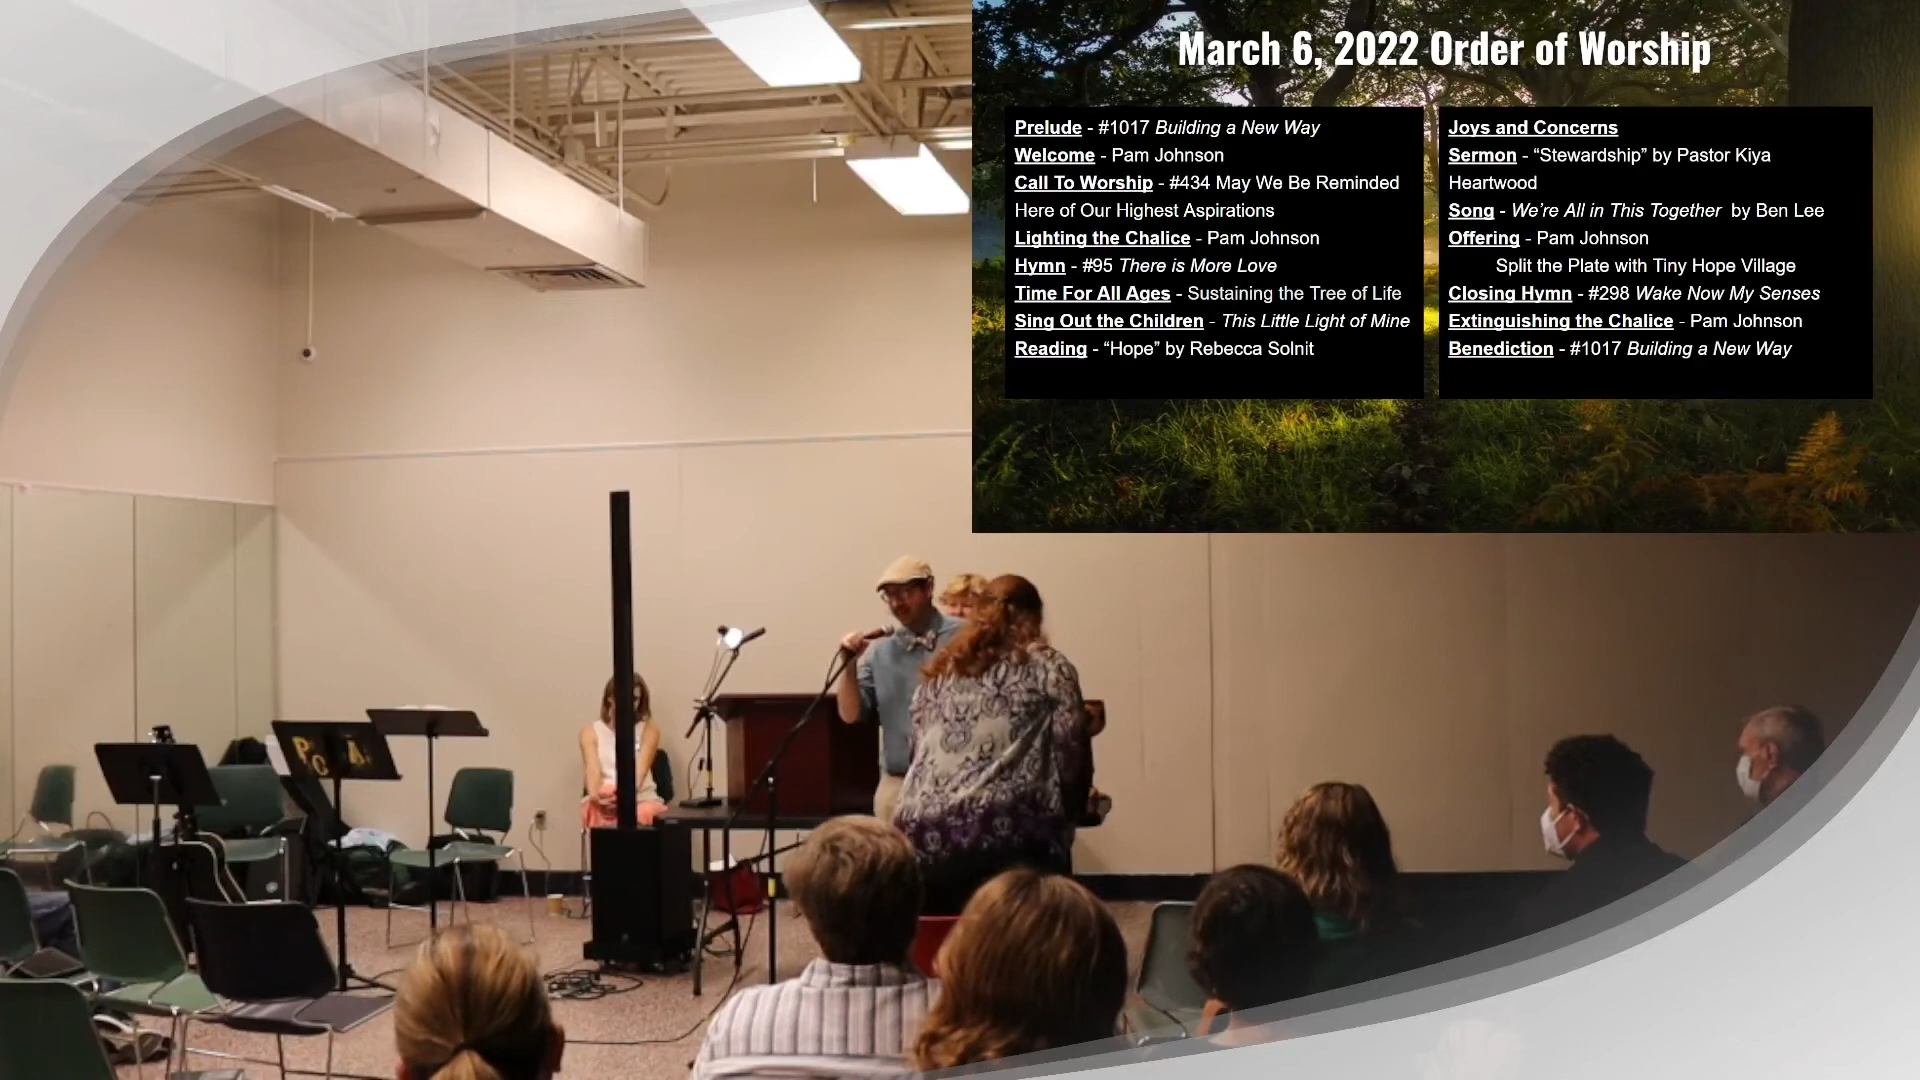 March 6, 2022 Order of Worship
Prelude - #1017 Building a New Way
Welcome - Pam Johnson
Call To Worship - #434 May We Be Reminded
Here of Our Highest Aspirations
Lighting the Chalice - Pam Johnson
Hymn - #95 There is More Love
Time For All Ages - Sustaining the Tree of Life
Sing Out the Children - This Little Light of Mine
Reading - “Hope” by Rebecca Solnit
Joys and Concerns
Sermon - “Stewardship” by Pastor Kiya
Heartwood
Song - We’re All in This Together by Ben Lee
Offering - Pam Johnson
Split the Plate with Tiny Hope Village
Closing Hymn - #298 Wake Now My Senses
Extinguishing the Chalice - Pam Johnson
Benediction - #1017 Building a New Way